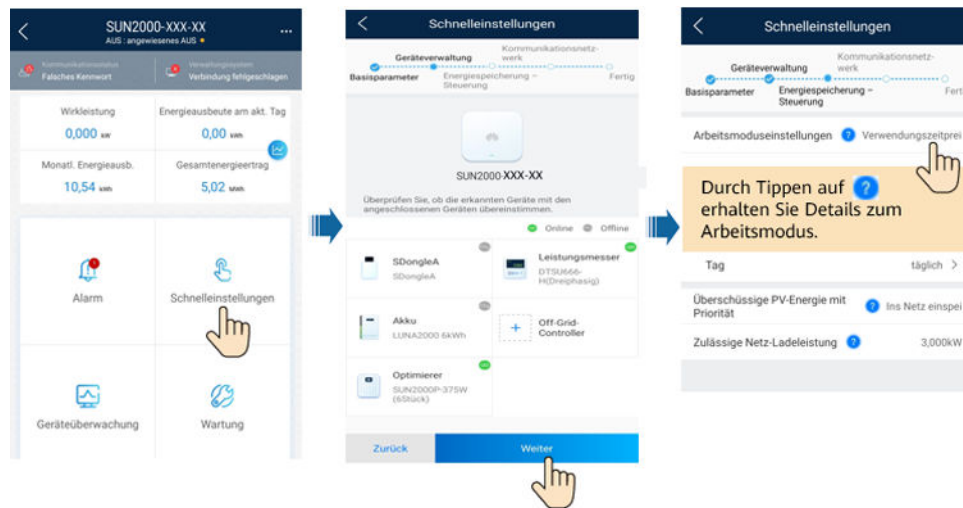 SUN2000-XXX-XX
AUS : angewiesenes AUS
Kommunikationsstatus
Falsches Kennwort
Verwaltungssystem
Verbindung fehlgeschlagen
Wirkleistung
0,000 kW
Energieausbeute am akt. Tag
0,00 kWh
Monatl. Energieausb.
10,54 kWh
Gesamtenergieertrag
5,02 MWh
Alarm
Schnelleinstellungen
Geräteüberwachung
Wartung
Schnelleinstellungen
Geräteverwaltung
Kommunikationsnetz-
werk
Basisparameter
Energiespeicherung –
Steuerung
Fertig
SUN2000-XXX-XX
Überprüfen Sie, ob die erkannten Geräte mit den
angeschlossenen Geräten übereinstimmen.
Online
Offline
SDongleA
SDongleA
Leistungsmesser
DTSU666-
H(Dreiphasig)
Akku
LUNA2000 6kWh
Off-Grid-
Controller
Optimierer
SUN2000P-375W
(6Stück)
Zurück
Weiter
Schnelleinstellungen
Geräteverwaltung
Kommunikationsnetz-
werk
Basisparameter
Energiespeicherung –
Steuerung
Ferti
Arbeitsmoduseinstellungen ? Verwendungszeitprei
Durch Tippen auf ?
erhalten Sie Details zum
Arbeitsmodus.
Tag
täglich >
Überschüssige PV-Energie mit
Priorität
? Ins Netz einspei
Zulässige Netz-Ladeleistung ? 3,000kW